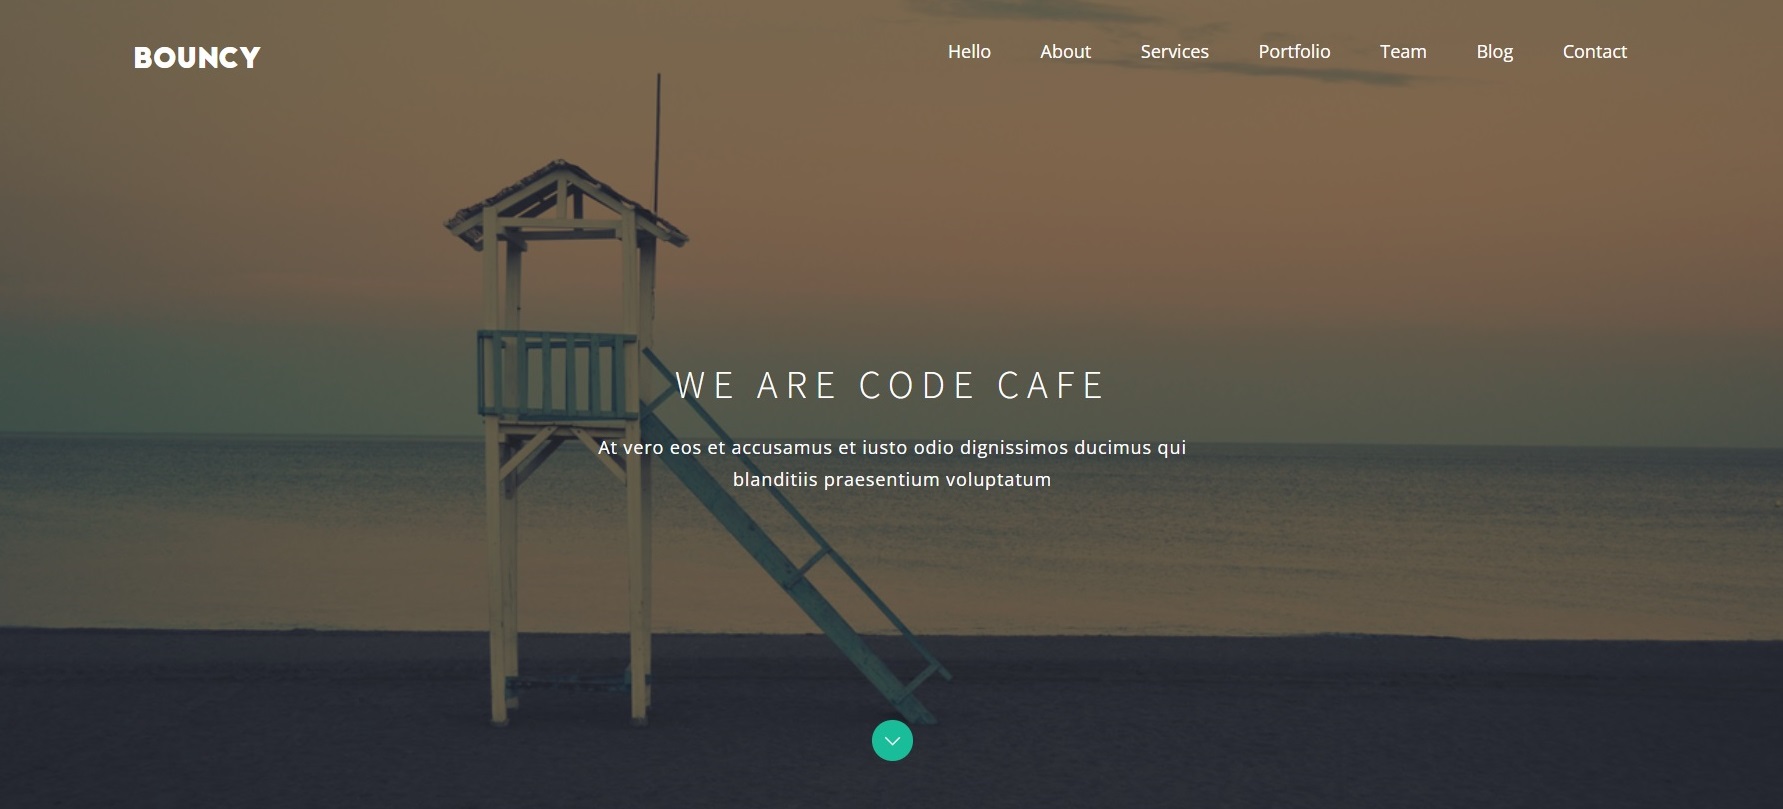 BOUNCY
Hello About Services Portfolio Team Blog Contact
WE ARE CODE CAFE
At vero eos et accusamus et iusto odio dignissimos ducimus qui
blanditiis praesentium voluptatum